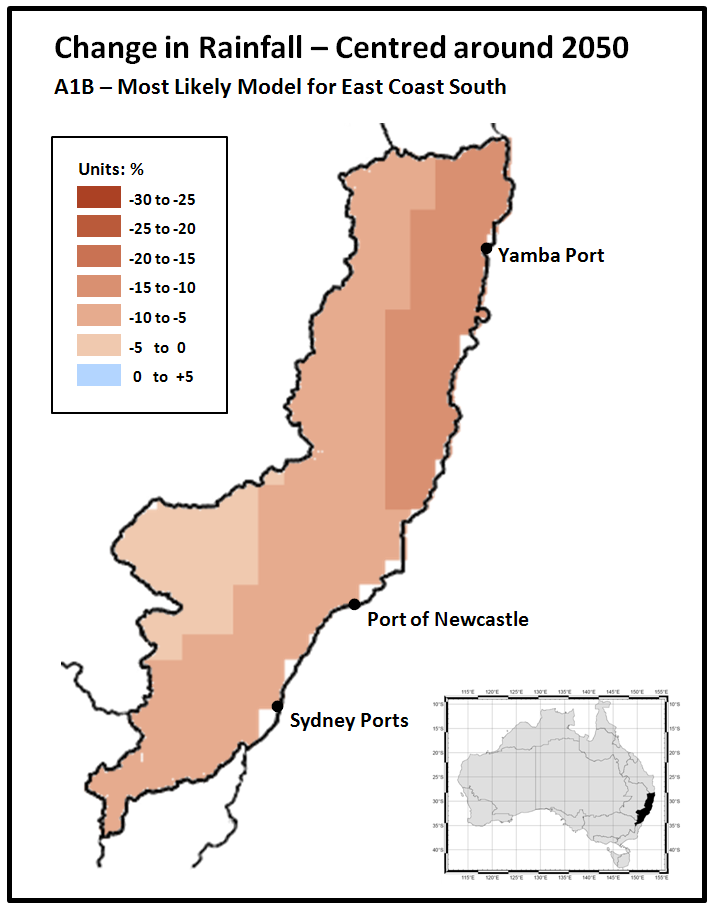 Change in Rainfall – Centred around 2050
A1B – Most Likely Model for East Coast South
Units: %
-30 to -25
-25 to -20
-20 to -15
-15 to -10
-10 to -5
-5 to 0
0 to +5
Yamba Port
Port of Newcastle
Sydney Ports
115°E 120°E 125°E 130°E 135°E 140°E 145°E 150°E 155°E
10°S 10°S
15°S 15°S
20°S 20°S
25°S 25°S
30°S 30°S
35°S 35°S
40°S 40°S
115°E 120°E 125°E 130°E 135°E 140°E 145°E 150°E 155°E